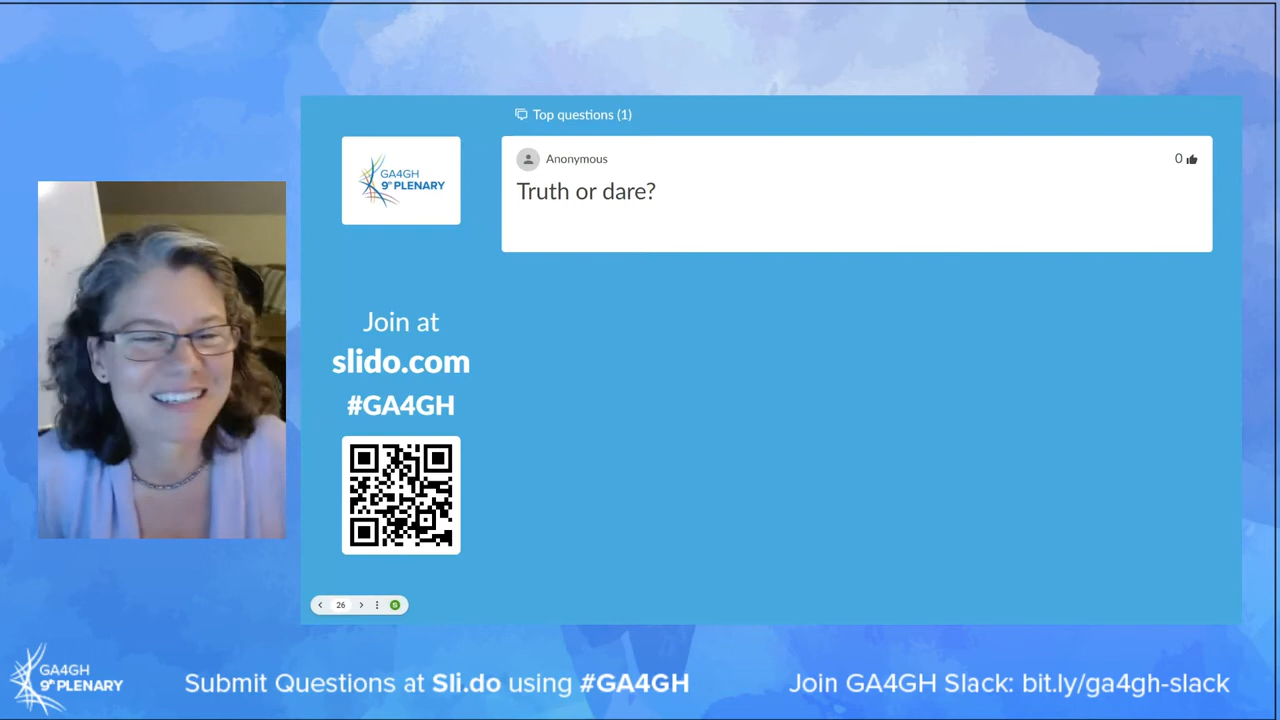 Top questions (1)
GA4GH
9th PLENARY
Anonymous
0
Truth or dare?
Join at
slido.com
#GA4GH
26
S
GA4GH
9th PLENARY
Submit Questions at Sli.do using #GA4GH
Join GA4GH Slack: bit.ly/ga4gh-slack